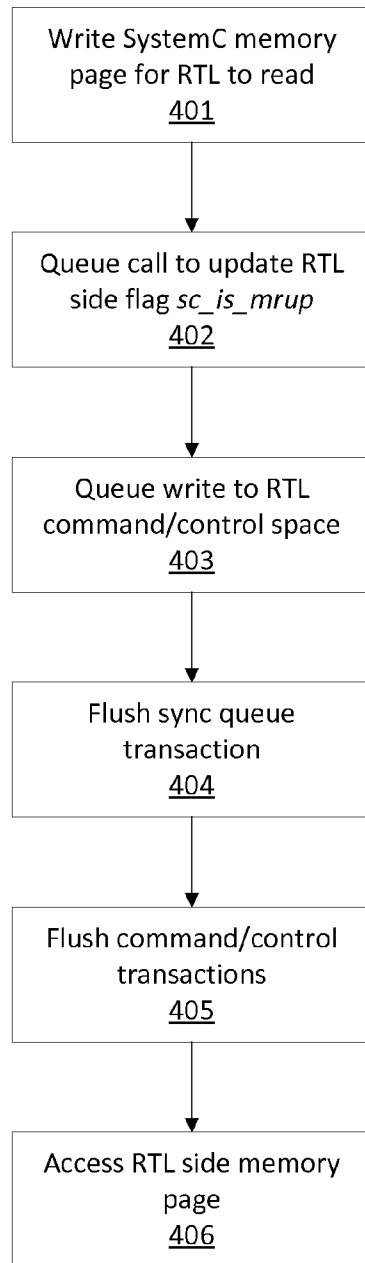 Write SystemC memory
page for RTL to read
401
Queue call to update RTL
side flag sc_is_mrup
402
Queue write to RTL
command/control space
403
Flush sync queue
transaction
404
Flush command/control
transactions
405
Access RTL side memory
page
406